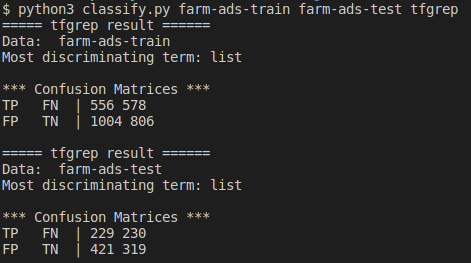 $ python3 classify.py farm-ads-train farm-ads-test tfgrep
===== tfgrep result ======
Data:  farm-ads-train
Most discriminating term: list

*** Confusion Matrices ***
TP   FN  | 556 578
FP   TN  | 1004 806

===== tfgrep result ======
Data:  farm-ads-test
Most discriminating term: list

*** Confusion Matrices ***
TP   FN  | 229 230
FP   TN  | 421 319